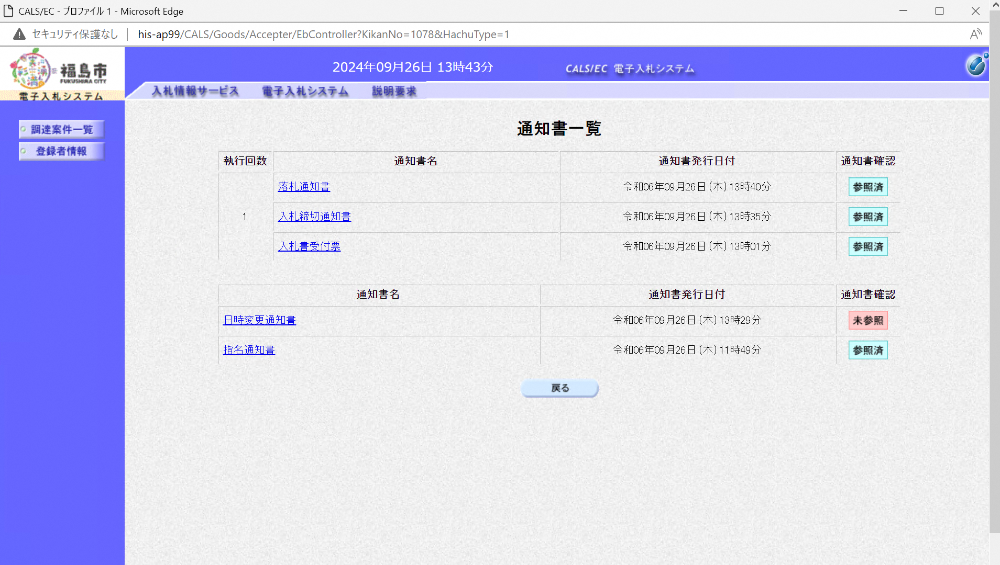 CALS/EC - プロファイル 1 - Microsoft Edge
セキュリティ保護なし his-ap99/CALS/Goods/Accepter/EbController?KikanNo=1078&HachuType=1
福島市
FUKUSHIMA CITY
電子入札システム
2024年09月26日 13時43分
CALS/EC 電子入札システム
入札情報サービス 電子入札システム 説明要求
調達案件一覧
登録者情報
通知書一覧
執行回数 通知書名 通知書発行日付 通知書確認
落札通知書 令和06年09月26日(木)13時40分 参照済
1 入札締切通知書 令和06年09月26日(木)13時35分 参照済
入札書受付票 令和06年09月26日(木)13時01分 参照済
通知書名 通知書発行日付 通知書確認
日時変更通知書 令和06年09月26日(木)13時29分 未参照
指名通知書 令和06年09月26日(木)11時49分 参照済
戻る